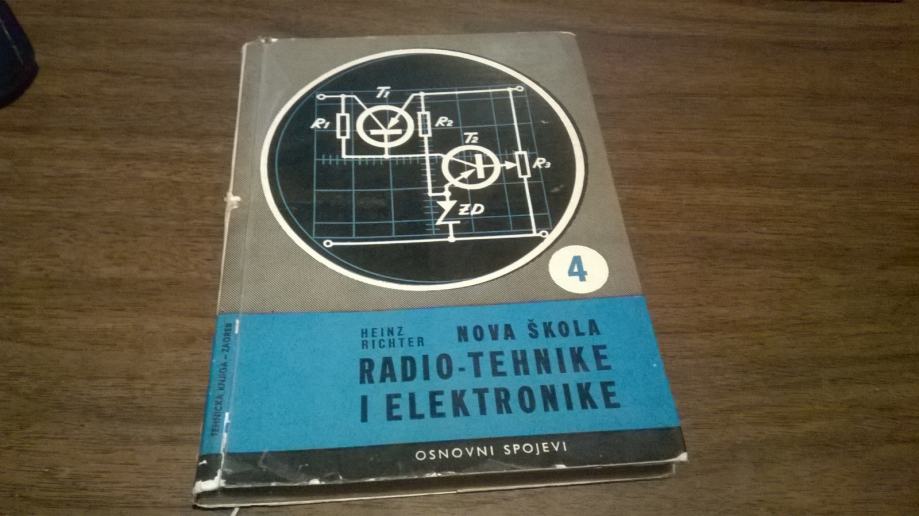 T1
R1
R2
T2
R3
ZD
4
HEINZ
RICHTER
NOVA ŠKOLA
RADIO-TEHNIKE
I ELEKTRONIKE
OSNOVNI SPOJEVI
TEHNIČKA KNJIGA – ZAGREB